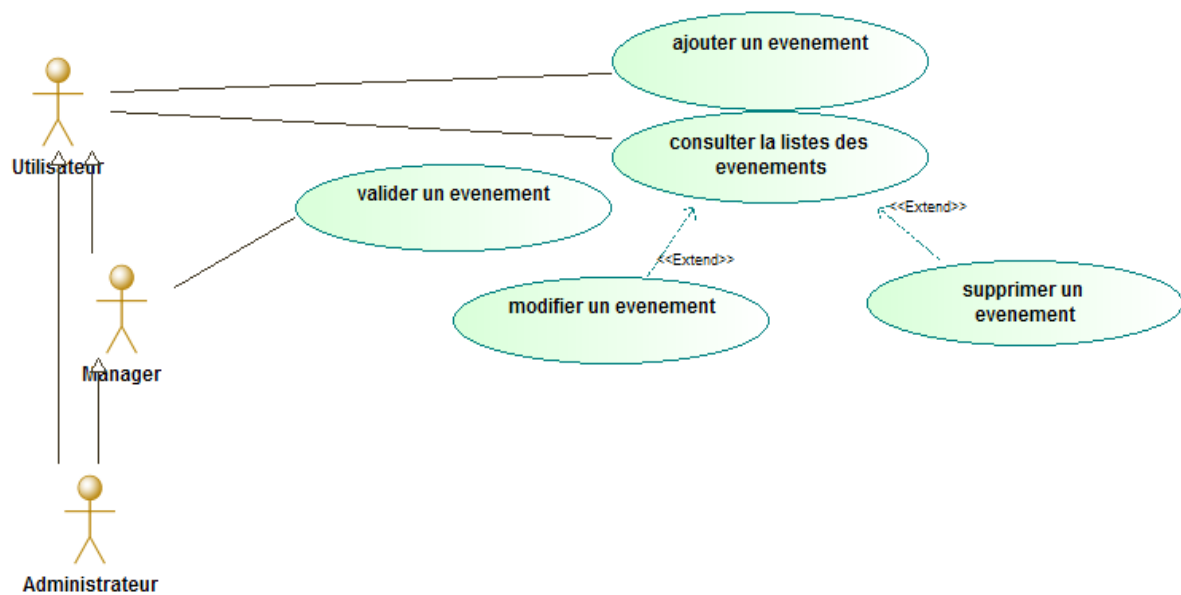 ajouter un evenement
consulter la listes des
evenements
Utilisateur
valider un evenement
<<Extend>>
<<Extend>>
modifier un evenement
supprimer un
evenement
Manager
Administrateur